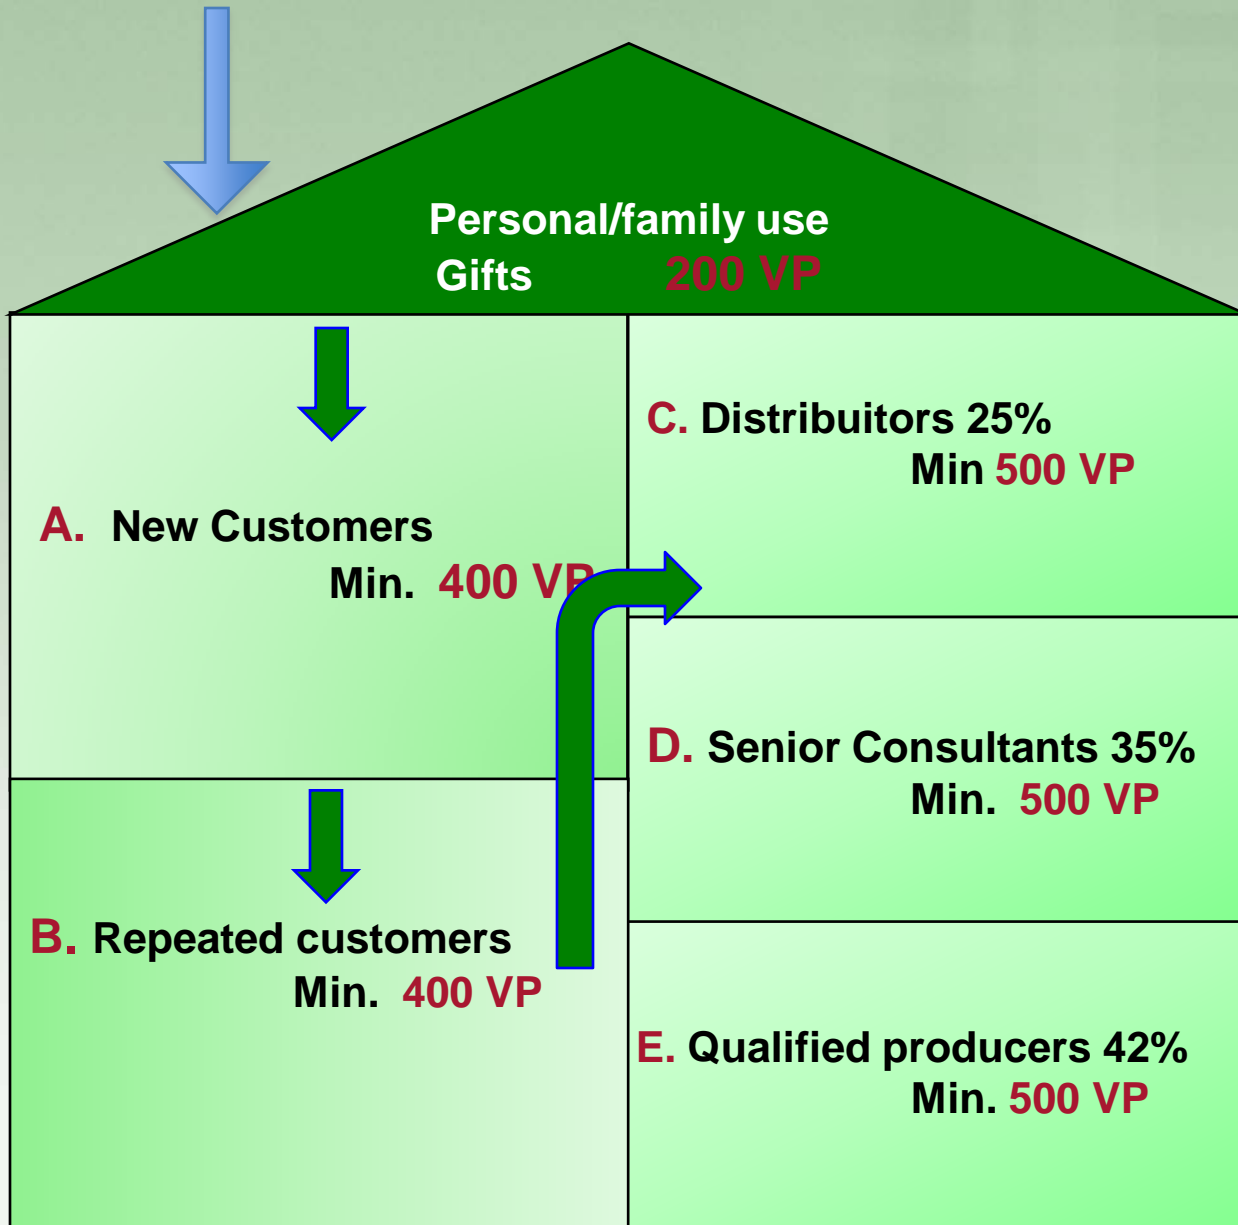 Personal/family use
Gifts 200 VP
A. New Customers
Min. 400 VP
B. Repeated customers
Min. 400 VP
C. Distribuitors 25%
Min 500 VP
D. Senior Consultants 35%
Min. 500 VP
E. Qualified producers 42%
Min. 500 VP